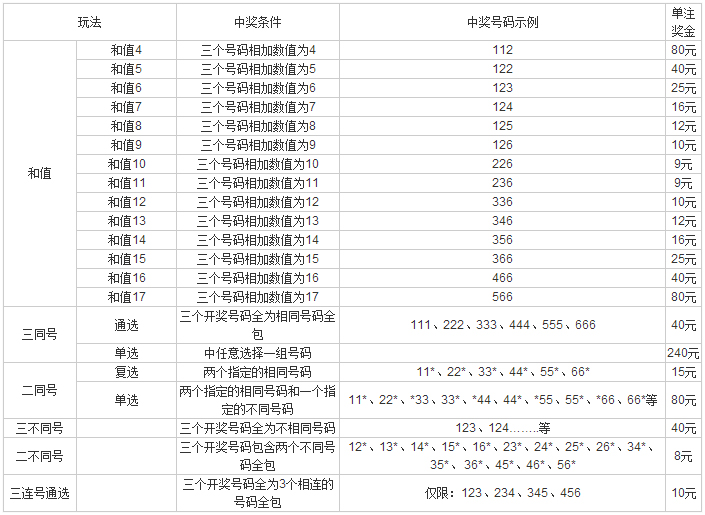 玩法 中奖条件 中奖号码示例 单注
奖金
和值
和值4 三个号码相加数值为4 112 80元
和值5 三个号码相加数值为5 122 40元
和值6 三个号码相加数值为6 123 25元
和值7 三个号码相加数值为7 124 16元
和值8 三个号码相加数值为8 125 12元
和值9 三个号码相加数值为9 126 10元
和值10 三个号码相加数值为10 226 9元
和值11 三个号码相加数值为11 236 9元
和值12 三个号码相加数值为12 336 10元
和值13 三个号码相加数值为13 346 12元
和值14 三个号码相加数值为14 356 16元
和值15 三个号码相加数值为15 366 25元
和值16 三个号码相加数值为16 466 40元
和值17 三个号码相加数值为17 566 80元
三同号
通选 三个开奖号码全为相同号码全
包 111、222、333、444、555、666 40元
单选 中任意选择一组号码 240元
二同号
复选 两个指定的相同号码 11*、22*、33*、44*、55*、66* 15元
单选 两个指定的相同号码和一个指
定的不同号码 11*、22*、*33、33*、*44、44*、*55、55*、*66、66*等 80元
三不同号 三个开奖号码全为不相同号码 123、124........等 40元
二不同号 三个开奖号码包含两个不同号
码全包 12*、13*、14*、15*、16*、23*、24*、25*、26*、34*、
35*、36*、45*、46*、56* 8元
三连号通选 三个开奖号码全为3个相连的
号码全包 仅限：123、234、345、456 10元